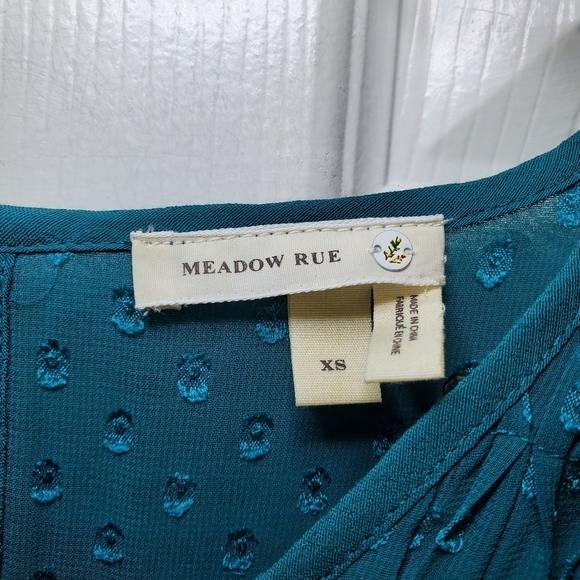 MEADOW RUE
XS
MADE IN CHINA
FABRIQUÉ EN CHINE